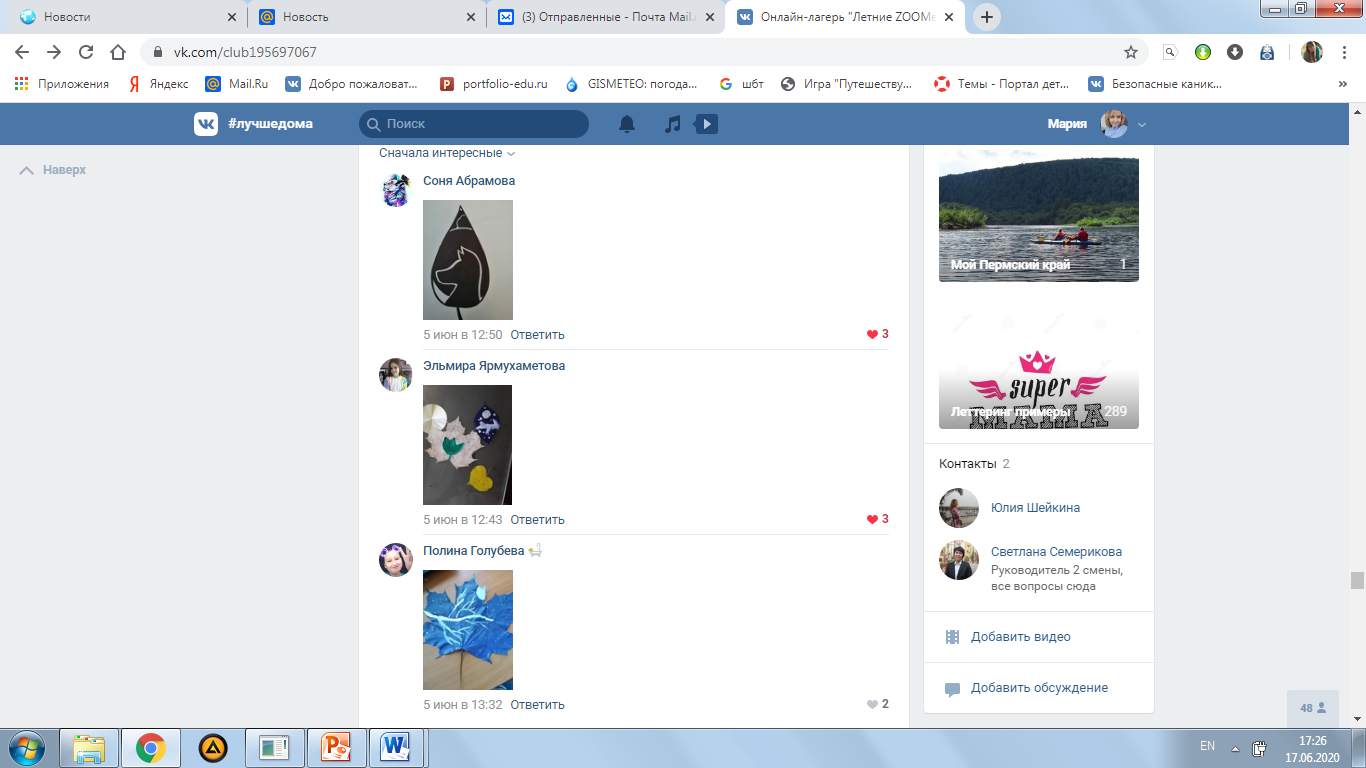 Новости
Новость
(3) Отправленные - Почта Mail.
Онлайн-лагерь "Летние ZOOM
vk.com/club195697067
Приложения
Яндекс
Mail.Ru
Добро пожаловат...
portfolio-edu.ru
GISMETEO: погода...
шбт
Игра "Путешеству...
Темы - Портал дет...
Безопасные каник...
»
#лучшедома
Поиск
Мария
Наверх
Сначала интересные
Соня Абрамова
5 июн в 12:50 Ответить
3
Эльмира Ярмухаметова
5 июн в 12:43 Ответить
3
Полина Голубева
5 июн в 13:32 Ответить
2
Мой Пермский край 1
super
МАМА
Леттеринг примеры 289
Контакты 2
Юлия Шейкина
Светлана Семерикова
Руководитель 2 смены,
все вопросы сюда
Добавить видео
Добавить обсуждение
48
EN
17:26
17.06.2020